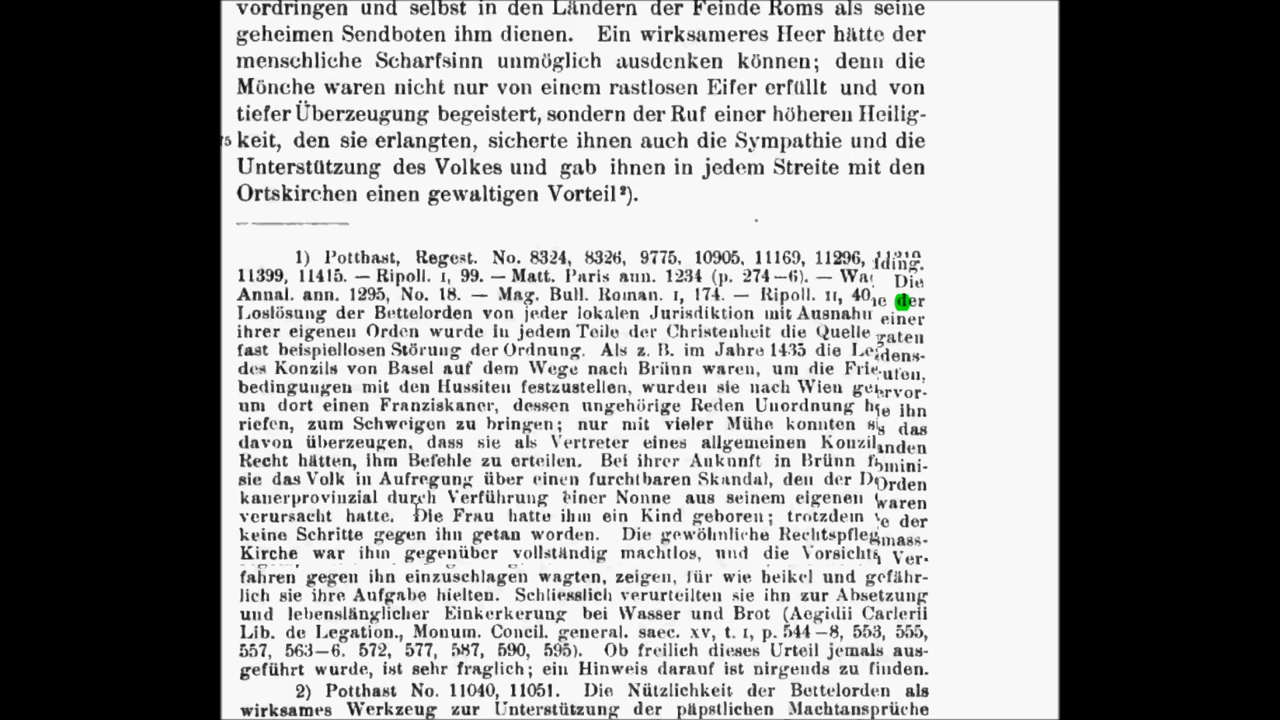 vordringen und selbst in den Ländern der Feinde Roms als seine
geheimen Sendboten ihm dienen. Ein wirksameres Heer hätte der
menschliche Scharfsinn unmöglich ausdenken können; denn die
Mönche waren nicht nur von einem rastlosen Eifer erfüllt und von
tiefer Überzeugung begeistert, sondern der Ruf einer höheren Heilig-
keit, den sie erlangten, sicherte ihnen auch die Sympathie und die
Unterstützung des Volkes und gab ihnen in jedem Streite mit den
Ortskirchen einen gewaltigen Vorteil²).
1) Potthast, Regest. No. 8324, 8326, 9775, 10905, 11169, 11296,
11399, 11415. — Ripoll. I, 99. — Matt. Paris ann. 1234 (p. 274–6). —
Annal. ann. 1295, No. 18. — Mag. Bull. Roman. I, 174. — Ripoll. II, 40, Die
Loslösung der Bettelorden von jeder lokalen Jurisdiktion mit der
ihrer eigenen Orden wurde in jedem Teile der Christenheit die Quelle einer
fast beispiellosen Störung der Ordnung. Als z. B. im Jahre 1435 die
des Konzils von Basel auf dem Wege nach Brünn waren, um die
bedingungen mit den Hussiten festzustellen, wurden sie nach Wien
um dort einen Franziskaner, dessen ungehörige Reden Unordnung
riefen, zum Schweigen zu bringen; nur mit vieler Mühe konnten ihn
davon überzeugen, dass sie als Vertreter eines allgemeinen das
Recht hätten, ihm Befehle zu erteilen. Bei ihrer Ankunft in Brünn
sie das Volk in Aufregung über einen furchtbaren Skandal, den der
kanerprovinzial durch Verführung einer Nonne aus seinem eigenen Orden
verursacht hatte. Die Frau hatte ihm ein Kind geboren; trotzdem waren
keine Schritte gegen ihn getan worden. Die gewöhnliche der
Kirche war ihm gegenüber vollständig machtlos, und die
fahren gegen ihn einzuschlagen wagten, zeigen, für wie heikel und gefähr-
lich sie ihre Aufgabe hielten. Schliesslich verurteilten sie ihn zur Absetzung
und lebenslänglicher Einkerkerung bei Wasser und Brot (Aegidii Carlerii
Lib. de Legation., Monum. Concil. general. saec. XV, t. I, p. 544–8, 553, 555,
557, 563–6. 572, 577, 587, 590, 595). Ob freilich dieses Urteil jemals aus-
geführt wurde, ist sehr fraglich; ein Hinweis darauf ist nirgends zu finden.
2) Potthast No. 11040, 11051. Die Nützlichkeit der Bettelorden als
wirksames Werkzeug zur Unterstützung der päpstlichen Machtansprüche